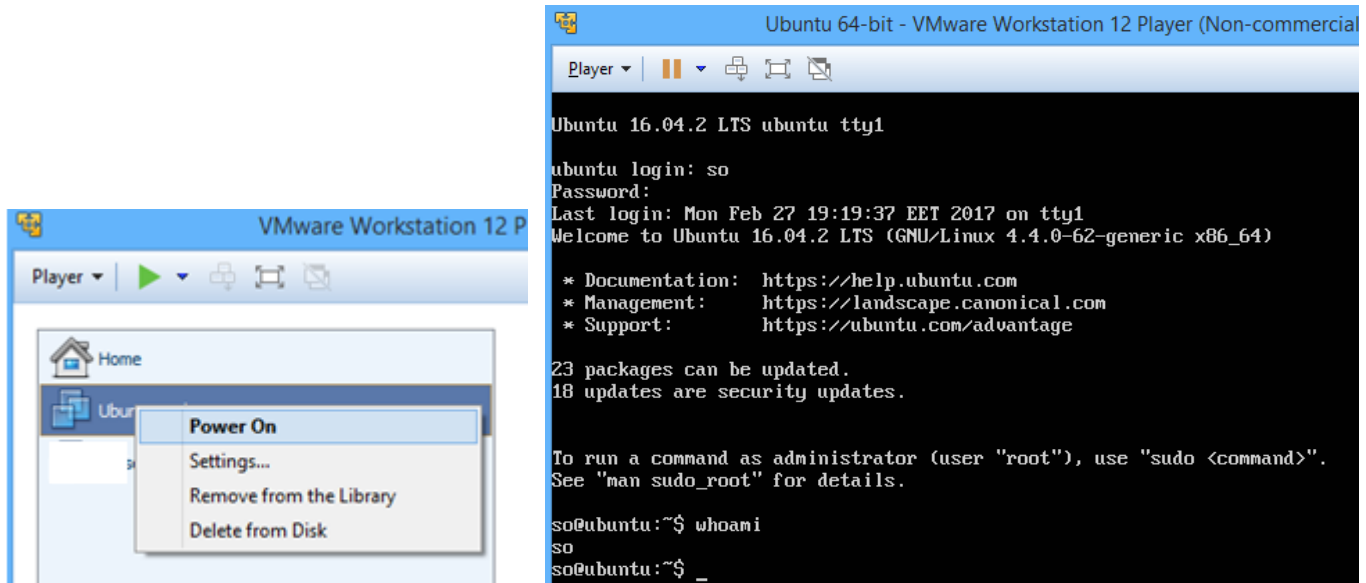 VMware Workstation 12 P
Player
Home
Ubu
Power On
Settings...
Remove from the Library
Delete from Disk
Ubuntu 64-bit - VMware Workstation 12 Player (Non-commercial
Player
Ubuntu 16.04.2 LTS ubuntu tty1
ubuntu login: so
Password:
Last login: Mon Feb 27 19:19:37 EET 2017 on tty1
Welcome to Ubuntu 16.04.2 LTS (GNU/Linux 4.4.0-62-generic x86_64)
* Documentation: https://help.ubuntu.com
* Management: https://landscape.canonical.com
* Support: https://ubuntu.com/advantage
23 packages can be updated.
18 updates are security updates.
To run a command as administrator (user "root"), use "sudo <command>".
See "man sudo_root" for details.
so@ubuntu:~$ whoami
so
so@ubuntu:~$ _